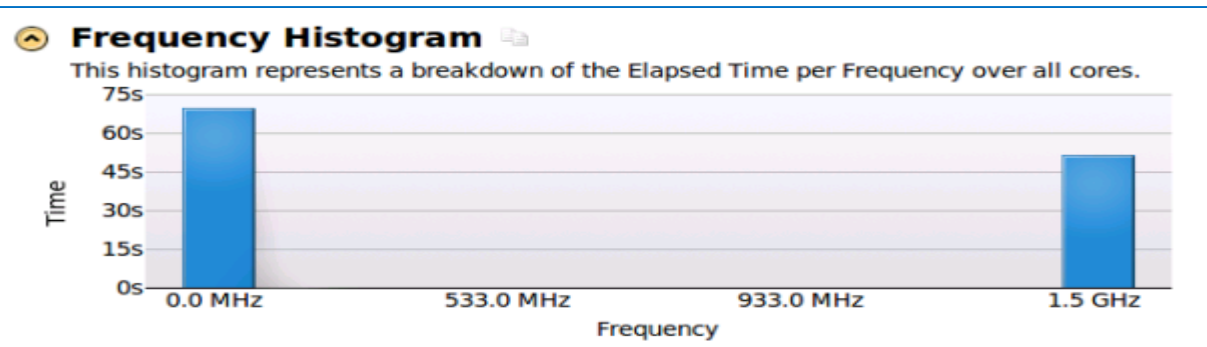 Frequency Histogram
This histogram represents a breakdown of the Elapsed Time per Frequency over all cores.
75s
60s
45s
30s
15s
0s
Time
0.0 MHz 533.0 MHz 933.0 MHz 1.5 GHz
Frequency